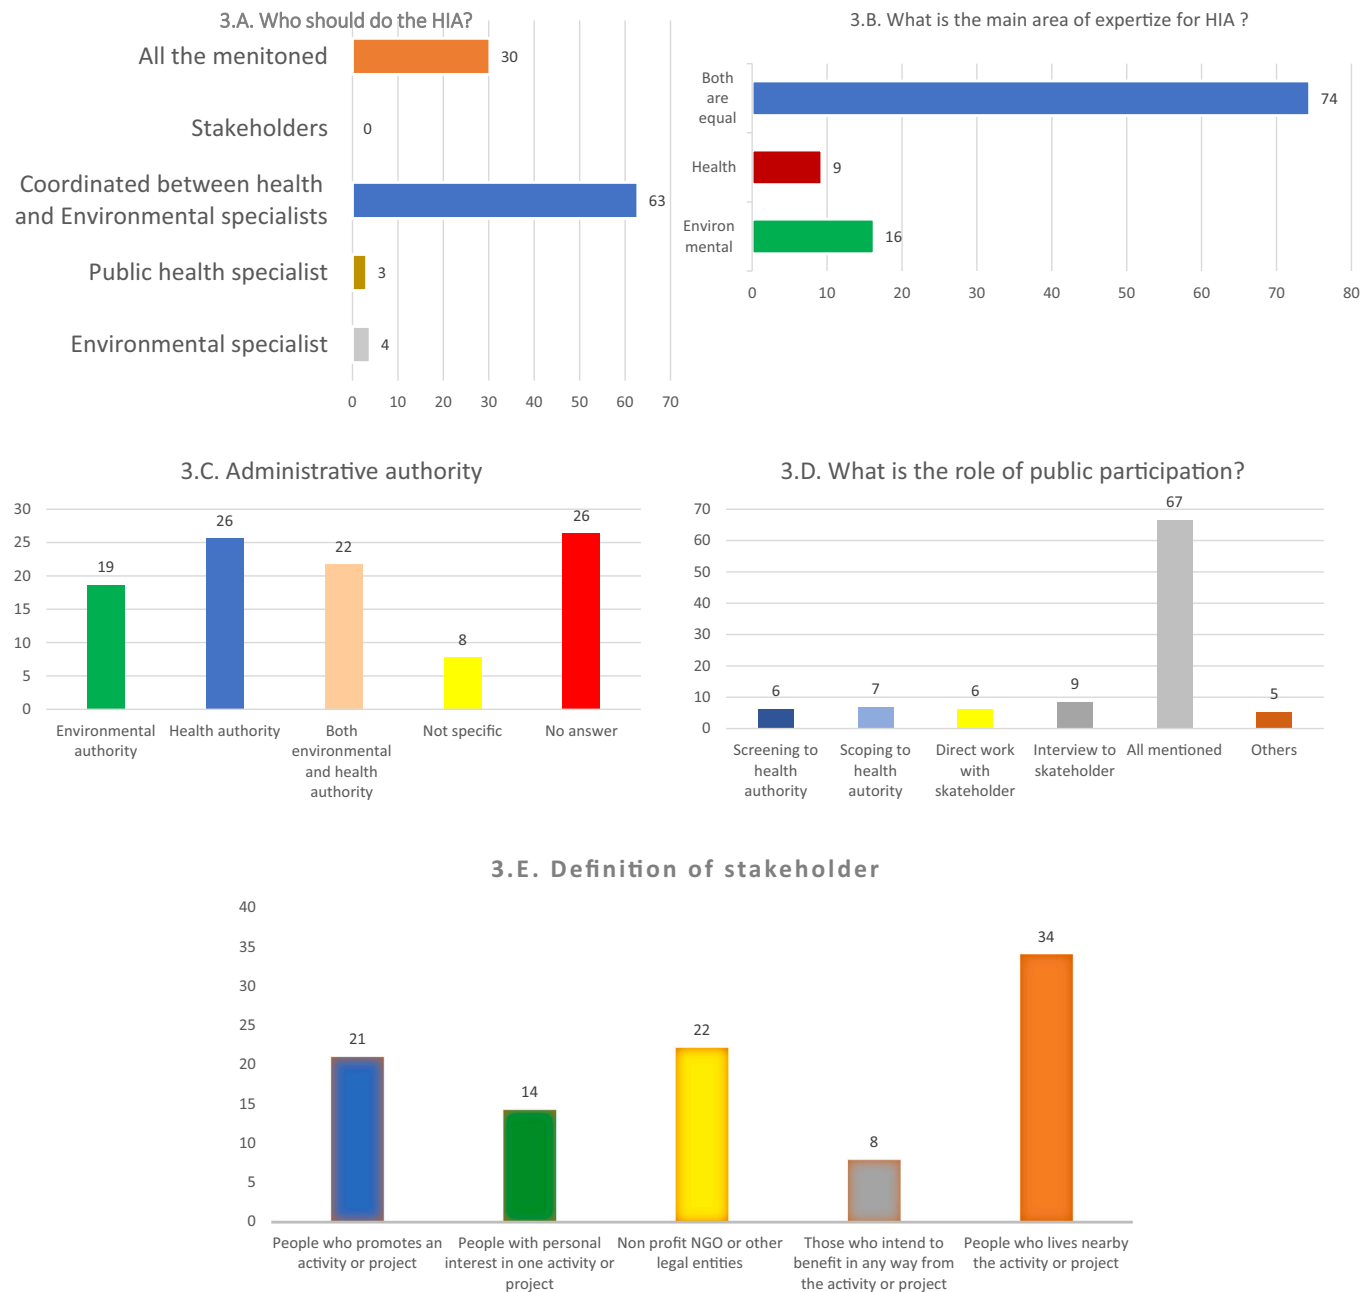 3.A. Who should do the HIA?
All the menitoned
30
Stakeholders
0
Coordinated between health
and Environmental specialists
63
Public health specialist
3
Environmental specialist
4
0 10 20 30 40 50 60 70
3.B. What is the main area of expertize for HIA ?
Both
are
equal
74
Health
9
Environ
mental
16
0 10 20 30 40 50 60 70 80
3.C. Administrative authority
30
25
20
15
10
5
0
19
26
22
8
26
Environmental
authority
Health authority
Both
environmental
and health
authority
Not specific
No answer
3.D. What is the role of public participation?
70
60
50
40
30
20
10
0
6
7
6
9
67
5
Screening to
health
authority
Scoping to
health
autority
Direct work
with
skateholder
Interview to
skateholder
All mentioned
Others
3.E. Definition of stakeholder
40
35
30
25
20
15
10
5
0
21
14
22
8
34
People who promotes an
activity or project
People with personal
interest in one activity or
project
Non profit NGO or other
legal entities
Those who intend to
benefit in any way from
the activity or project
People who lives nearby
the activity or project